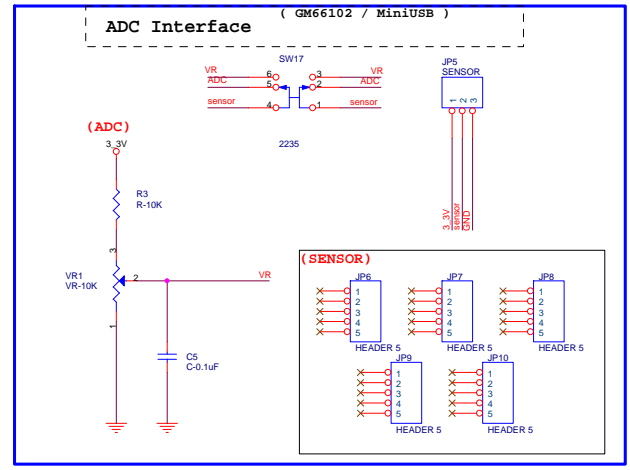 ( GM66102 / MiniUSB )
ADC Interface
SW17
VR 6 3 VR
ADC 5 2 ADC
sensor 4 1 sensor
2235
JP5
SENSOR
1 2 3
3_3V
sensor
GND
(ADC)
3_3V
R3
R-10K
3
VR1
VR-10K
2
VR
1
C5
C-0.1uF
(SENSOR)
JP6 JP7 JP8
1 1 1
2 2 2
3 3 3
4 4 4
5 5 5
HEADER 5 HEADER 5 HEADER 5
JP9 JP10
1 1
2 2
3 3
4 4
5 5
HEADER 5 HEADER 5